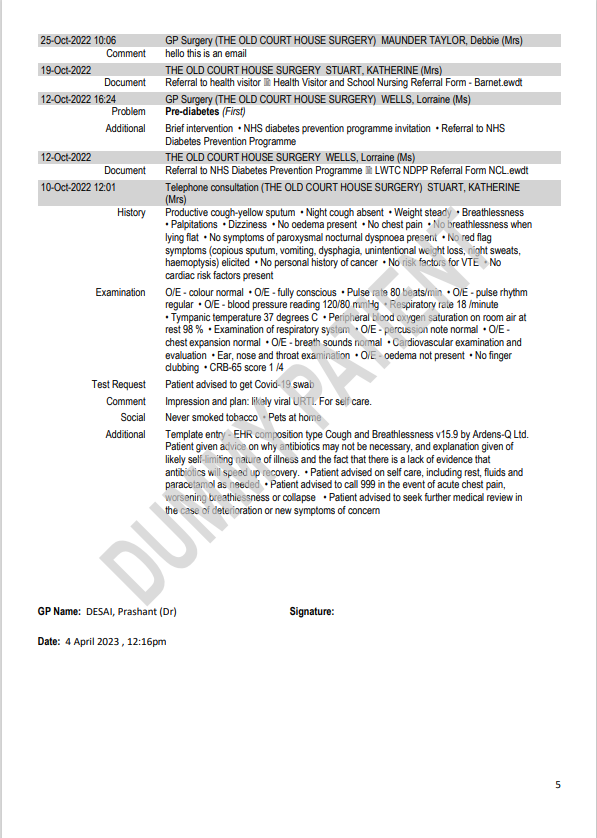 25-Oct-2022 10:06 GP Surgery (THE OLD COURT HOUSE SURGERY) MAUNDER TAYLOR, Debbie (Mrs)
Comment hello this is an email
19-Oct-2022 THE OLD COURT HOUSE SURGERY STUART, KATHERINE (Mrs)
Document Referral to health visitor Health Visitor and School Nursing Referral Form - Barnet.ewdt
12-Oct-2022 16:24 GP Surgery (THE OLD COURT HOUSE SURGERY) WELLS, Lorraine (Ms)
Problem Pre-diabetes (First)
Additional Brief intervention • NHS diabetes prevention programme invitation • Referral to NHS
Diabetes Prevention Programme
12-Oct-2022 THE OLD COURT HOUSE SURGERY WELLS, Lorraine (Ms)
Document Referral to NHS Diabetes Prevention Programme LWTC NDPP Referral Form NCL.ewdt
10-Oct-2022 12:01 Telephone consultation (THE OLD COURT HOUSE SURGERY) STUART, KATHERINE
(Mrs)
History Productive cough-yellow sputum • Night cough absent • Weight steady • Breathlessness
• Palpitations • Dizziness • No oedema present • No chest pain • No breathlessness when
lying flat • No symptoms of paroxysmal nocturnal dyspnoea present • No red flag
symptoms (copious sputum, vomiting, dysphagia, unintentional weight loss, night sweats,
haemoptysis) elicited • No personal history of cancer • No risk factors for VTE • No
cardiac risk factors present
Examination O/E - colour normal • O/E - fully conscious • Pulse rate 80 beats/min • O/E - pulse rhythm
regular • O/E - blood pressure reading 120/80 mmHg • Respiratory rate 18 /minute
• Tympanic temperature 37 degrees C • Peripheral blood oxygen saturation on room air at
rest 98 % • Examination of respiratory system • O/E - percussion note normal • O/E -
chest expansion normal • O/E - breath sounds normal • Cardiovascular examination and
evaluation • Ear, nose and throat examination • O/E - oedema not present • No finger
clubbing • CRB-65 score 1 /4
Test Request Patient advised to get Covid-19 swab
Comment Impression and plan: likely viral URTI. For self care.
Social Never smoked tobacco • Pets at home
Additional Template entry - EHR composition type Cough and Breathlessness v15.9 by Ardens-Q Ltd.
Patient given advice on why antibiotics may not be necessary, and explanation given of
likely self-limiting nature of illness and the fact that there is a lack of evidence that
antibiotics will speed up recovery. • Patient advised on self care, including rest, fluids and
paracetamol as needed. • Patient advised to call 999 in the event of acute chest pain,
worsening breathlessness or collapse • Patient advised to seek further medical review in
the case of deterioration or new symptoms of concern
DUMMY PATIENT
GP Name: DESAI, Prashant (Dr) Signature:
Date: 4 April 2023 , 12:16pm
5